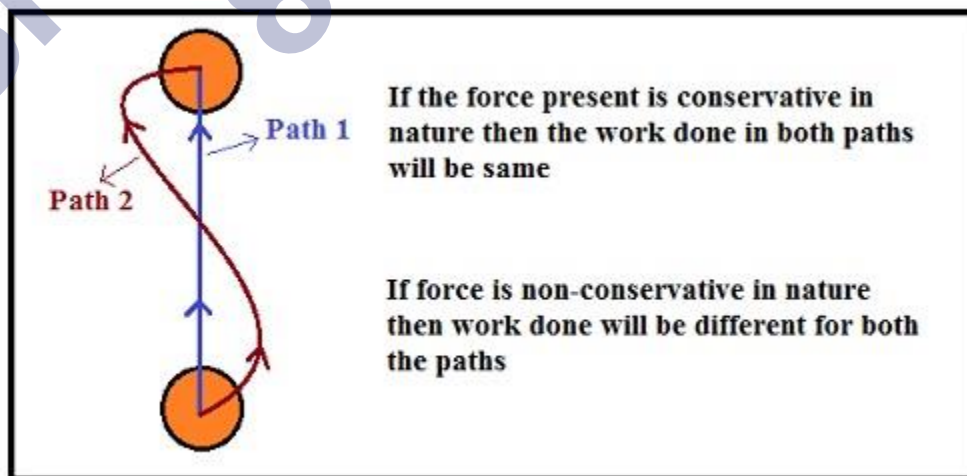 If the force present is conservative in
nature then the work done in both paths
will be same
Path 1
Path 2
If force is non-conservative in nature
then work done will be different for both
the paths